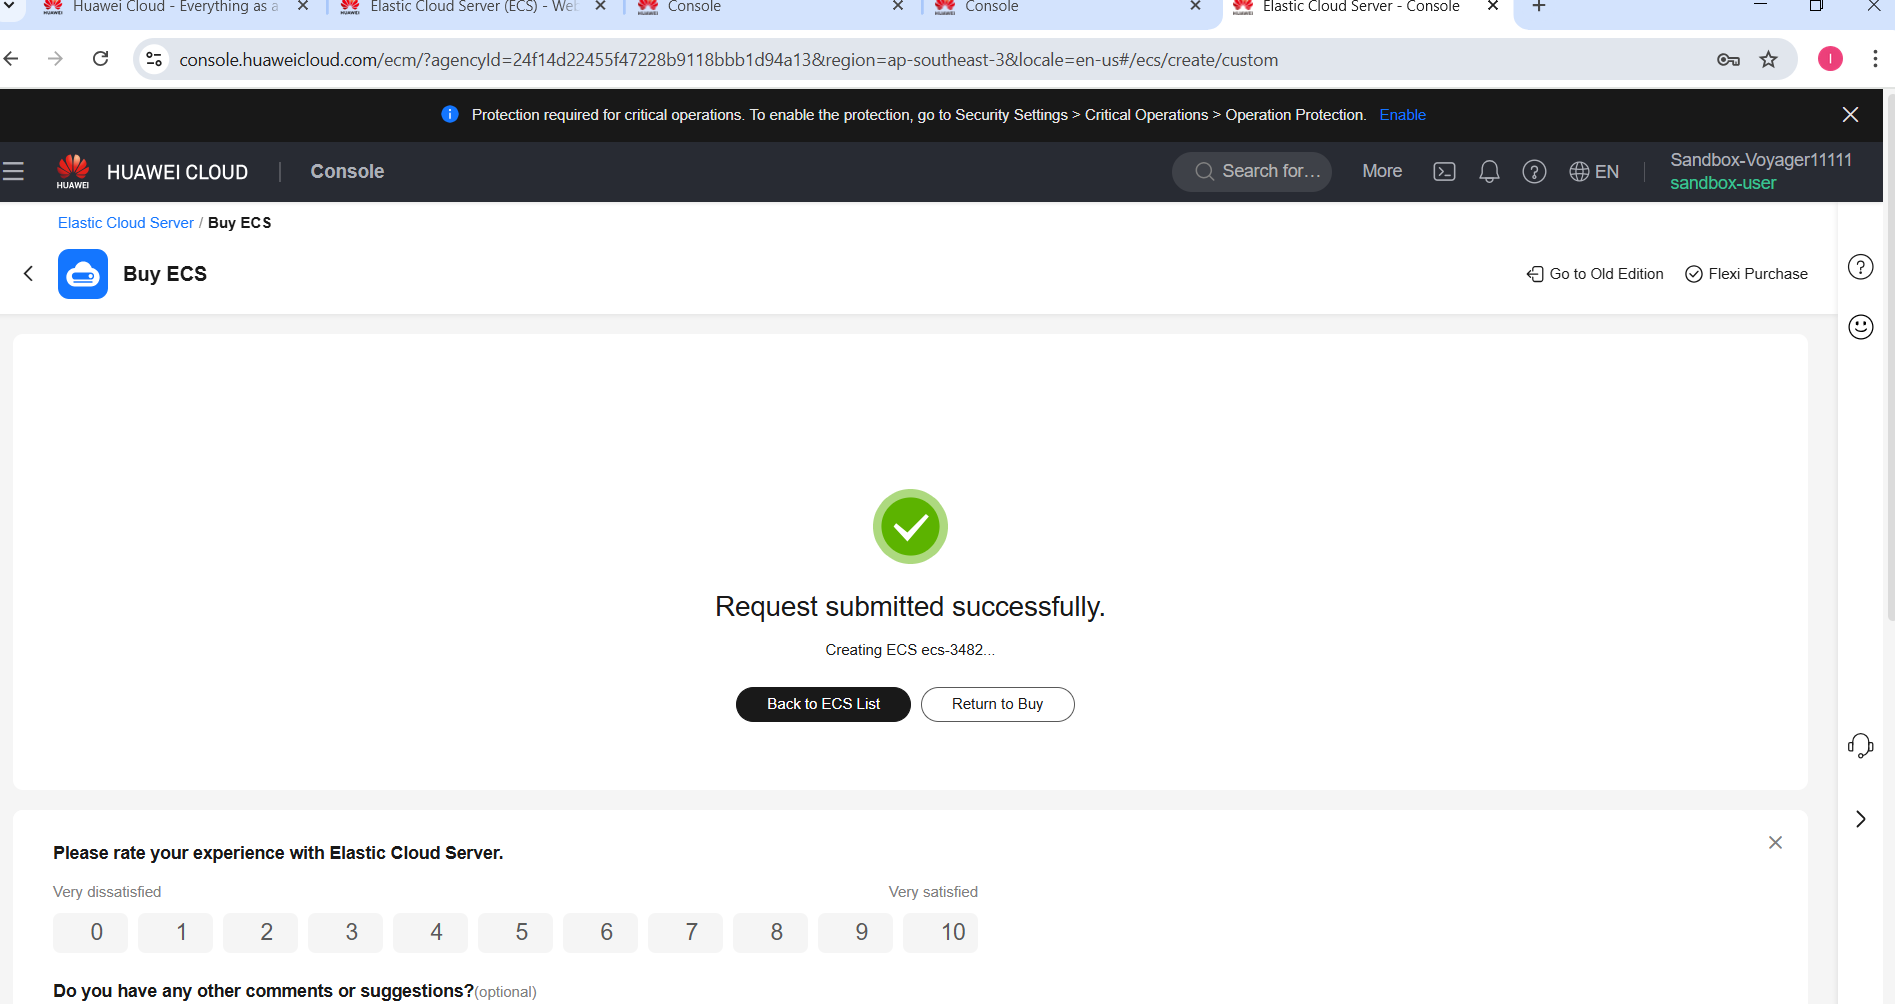 Huawei Cloud - Everything as a
Elastic Cloud Server (ECS) - Web
Console
Console
Elastic Cloud Server - Console
console.huaweicloud.com/ecm/?agencyId=24f14d22455f47228b9118bbb1d94a13&region=ap-southeast-3&locale=en-us#/ecs/create/custom
I
Protection required for critical operations. To enable the protection, go to Security Settings > Critical Operations > Operation Protection. Enable
HUAWEI
HUAWEI CLOUD | Console
Search for...
More
EN
Sandbox-Voyager11111
sandbox-user
Elastic Cloud Server / Buy ECS
Buy ECS
Go to Old Edition
Flexi Purchase
Request submitted successfully.
Creating ECS ecs-3482...
Back to ECS List
Return to Buy
Please rate your experience with Elastic Cloud Server.
Very dissatisfied
Very satisfied
0 1 2 3 4 5 6 7 8 9 10
Do you have any other comments or suggestions?(optional)